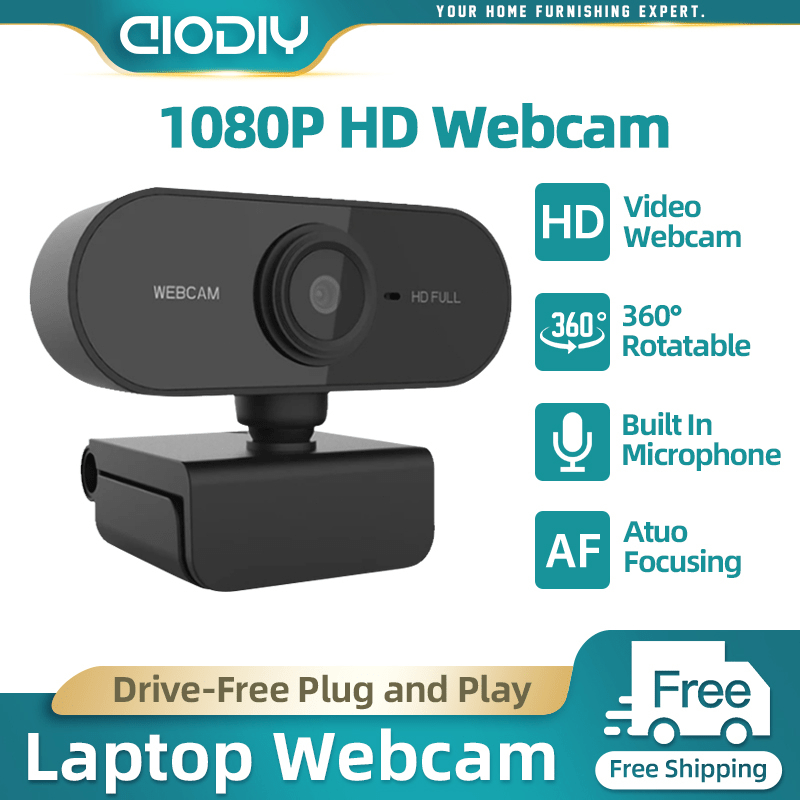 AIODIY
YOUR HOME FURNISHING EXPERT.
1080P HD Webcam
WEBCAM
HD FULL
HD
Video
Webcam
360°
360°
Rotatable
Built In
Microphone
AF
Atuo
Focusing
Drive-Free Plug and Play
Laptop Webcam
Free
Free Shipping